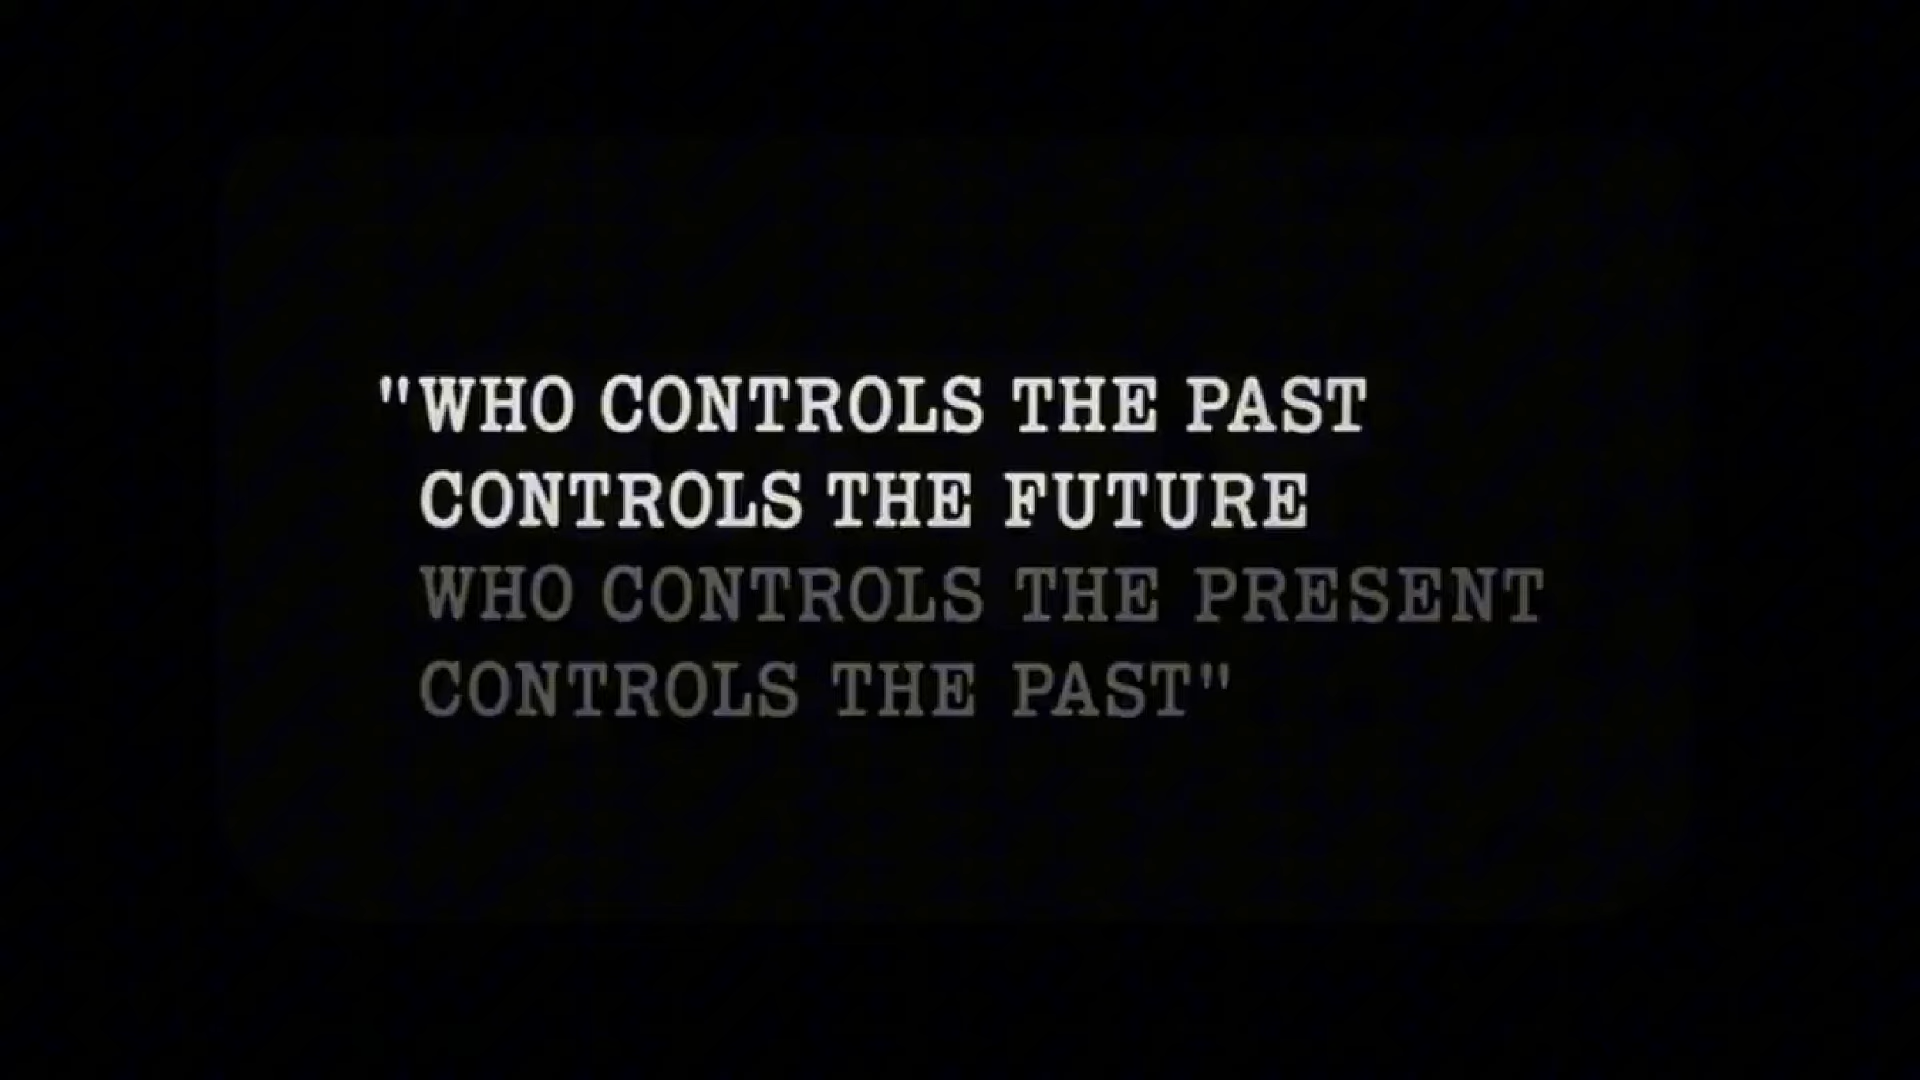 "WHO CONTROLS THE PAST
CONTROLS THE FUTURE
WHO CONTROLS THE PRESENT
CONTROLS THE PAST"